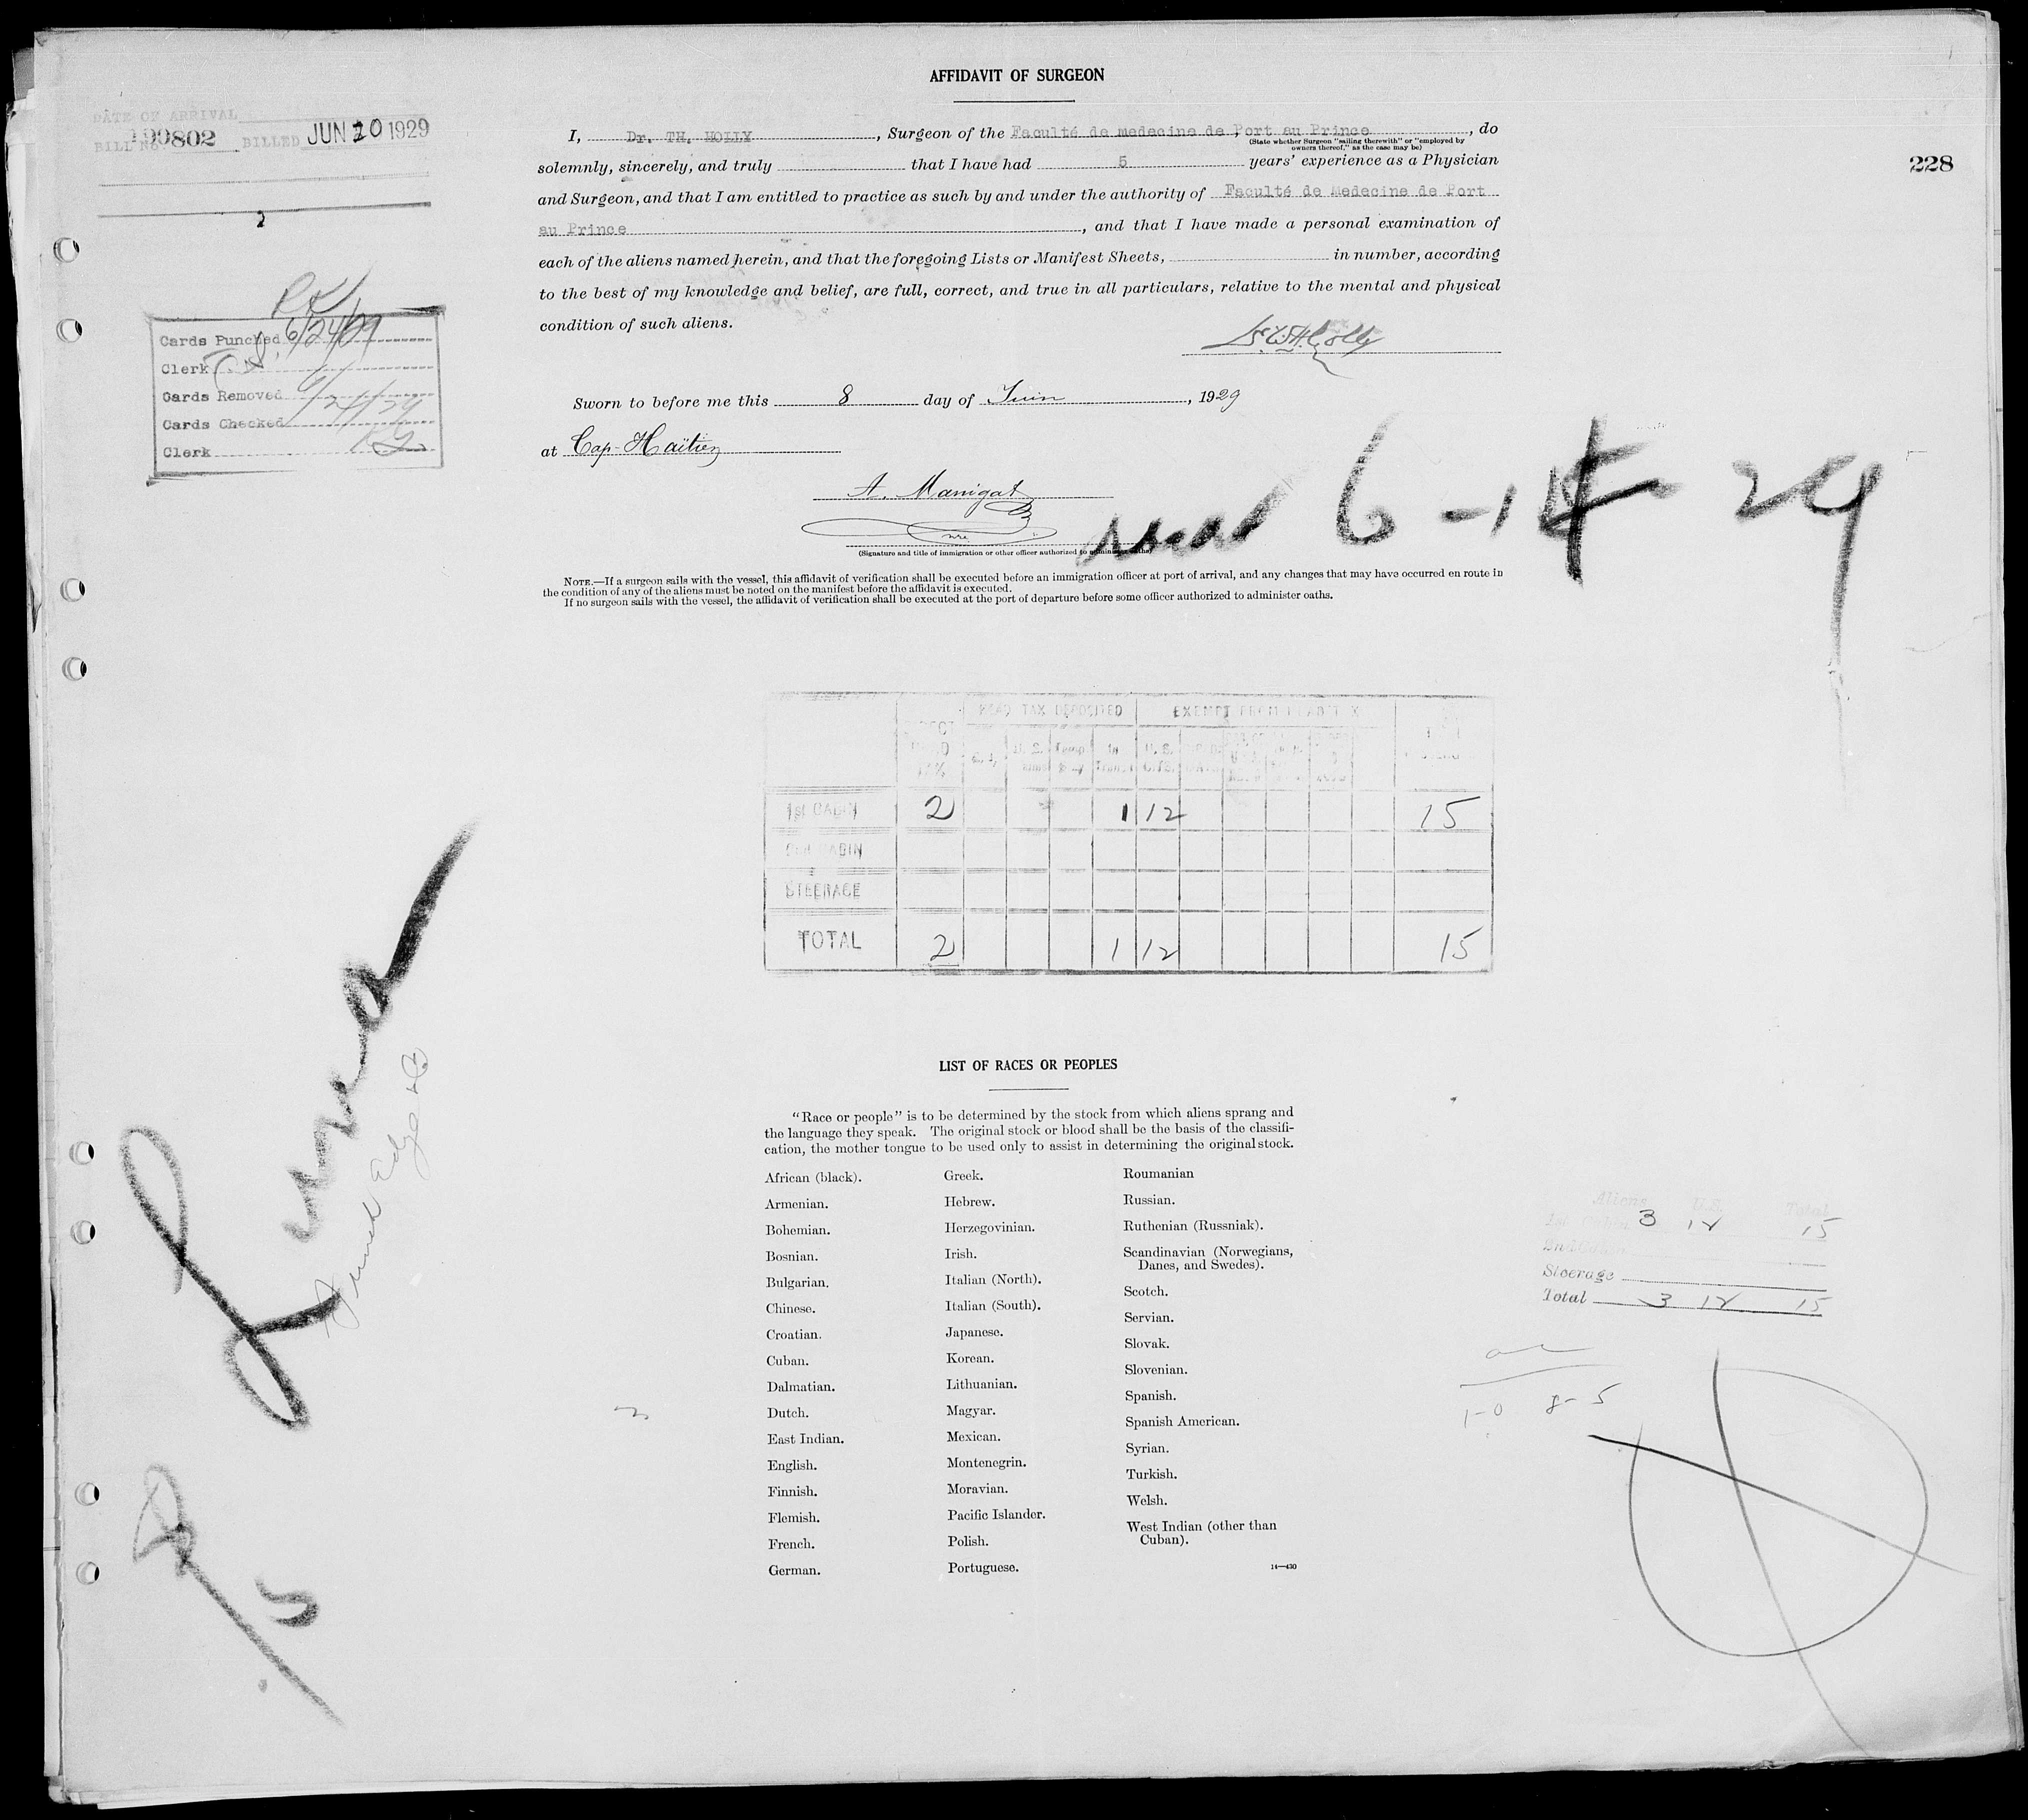 AFFIDAVIT OF SURGEON
DATE OF ARRIVAL
BILL No. 199802 BILLED JUN 20 1929
228
I, Dr. TH. HOLLY, Surgeon of the Faculté de medecine de Port au Prince, do
(State whether Surgeon "sailing therewith" or "employed by
owners thereof," as the case may be)
solemnly, sincerely, and truly that I have had 5 years' experience as a Physician
and Surgeon, and that I am entitled to practice as such by and under the authority of Faculté de Medecine de Port
au Prince, and that I have made a personal examination of
each of the aliens named herein, and that the foregoing Lists or Manifest Sheets, in number, according
to the best of my knowledge and belief, are full, correct, and true in all particulars, relative to the mental and physical
condition of such aliens.
Cards Punched 6/24/29
Clerk
Cards Removed 6/24/29
Cards Checked
Clerk
Sworn to before me this 8 day of Juin, 1929
at Cap-Haïtien
A. Manigat
(Signature and title of immigration or other officer authorized to administer oaths)
6-14-29
NOTE.—If a surgeon sails with the vessel, this affidavit of verification shall be executed before an immigration officer at port of arrival, and any changes that may have occurred en route in
the condition of any of the aliens must be noted on the manifest before the affidavit is executed.
If no surgeon sails with the vessel, the affidavit of verification shall be executed at the port of departure before some officer authorized to administer oaths.
HEAD TAX DEPOSITED EXEMPT FROM HEAD TAX
1st CABIN 2 1 12 15
2nd CABIN
STEERAGE
TOTAL 2 1 12 15
Luna
LIST OF RACES OR PEOPLES
"Race or people" is to be determined by the stock from which aliens sprang and
the language they speak. The original stock or blood shall be the basis of the classifi-
cation, the mother tongue to be used only to assist in determining the original stock.
African (black).
Armenian.
Bohemian.
Bosnian.
Bulgarian.
Chinese.
Croatian.
Cuban.
Dalmatian.
Dutch.
East Indian.
English.
Finnish.
Flemish.
French.
German.
Greek.
Hebrew.
Herzegovinian.
Irish.
Italian (North).
Italian (South).
Japanese.
Korean.
Lithuanian.
Magyar.
Mexican.
Montenegrin.
Moravian.
Pacific Islander.
Polish.
Portuguese.
Roumanian
Russian.
Ruthenian (Russniak).
Scandinavian (Norwegians,
Danes, and Swedes).
Scotch.
Servian.
Slovak.
Slovenian.
Spanish.
Spanish American.
Syrian.
Turkish.
Welsh.
West Indian (other than
Cuban).
14—430
Aliens U.S. Total
1st Cabin 3 12 15
2nd Cabin
Steerage
Total 3 12 15
1-0 8-5
15